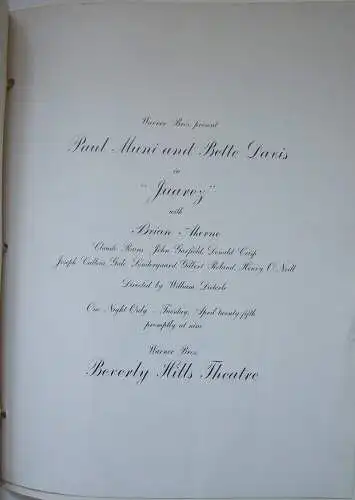 Warner Bros. present
Paul Muni and Bette Davis
in
"Juarez"
with
Brian Aherne
Claude Rains, John Garfield, Donald Crisp
Joseph Calleia, Gale Sondergaard, Gilbert Roland, Henry O'Neill
Directed by William Dieterle
One Night Only - Tuesday, April twenty fifth
promptly at nine
Warner Bros.
Beverly Hills Theatre